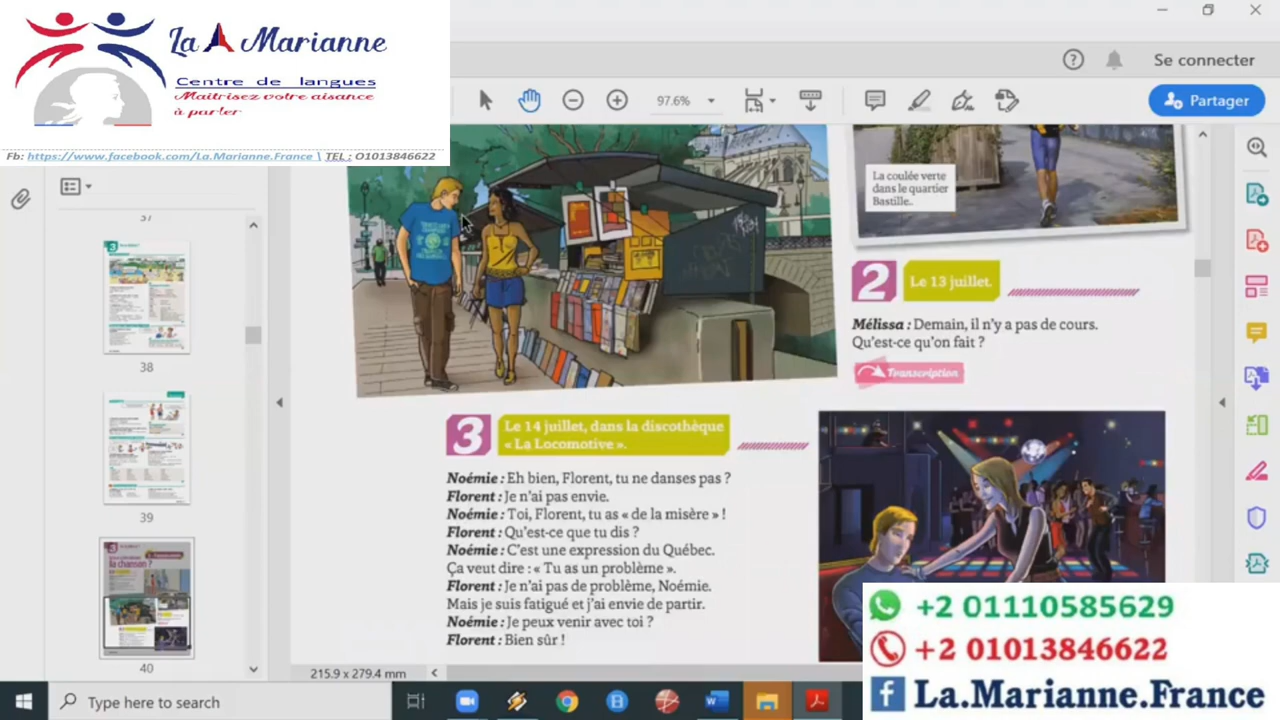 La Marianne
Centre de langues
Maîtrisez votre aisance
à parler
Fb: https://www.facebook.com/La.Marianne.France \ TEL : O1013846622
Se connecter
97.6%
Partager
La coulée verte
dans le quartier
Bastille..
37
38
39
40
2 Le 13 juillet.
Mélissa : Demain, il n'y a pas de cours.
Qu'est-ce qu'on fait ?
Transcription
3 Le 14 juillet, dans la discothèque
« La Locomotive ».
Noémie : Eh bien, Florent, tu ne danses pas ?
Florent : Je n'ai pas envie.
Noémie : Toi, Florent, tu as « de la misère » !
Florent : Qu'est-ce que tu dis ?
Noémie : C'est une expression du Québec.
Ça veut dire : « Tu as un problème ».
Florent : Je n'ai pas de problème, Noémie.
Mais je suis fatigué et j'ai envie de partir.
Noémie : Je peux venir avec toi ?
Florent : Bien sûr !
215.9 x 279.4 mm
+2 01110585629
+2 01013846622
La.Marianne.France
Type here to search